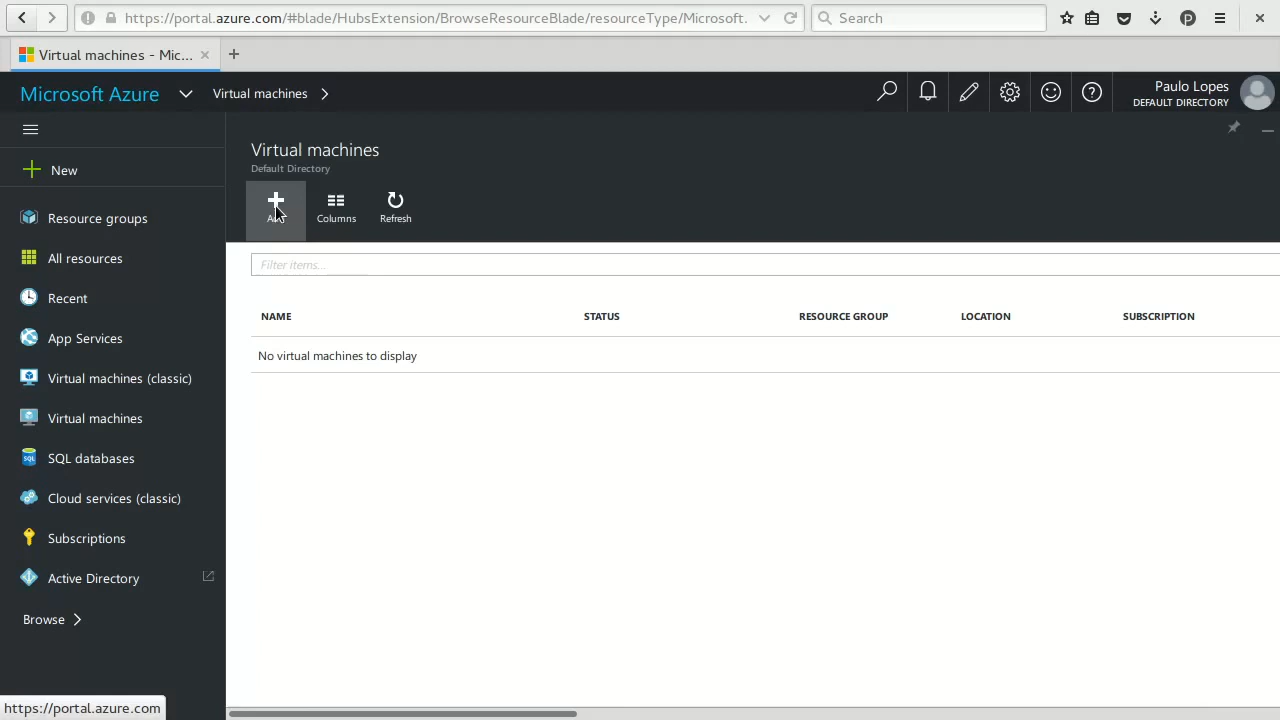 https://portal.azure.com/#blade/HubsExtension/BrowseResourceBlade/resourceType/Microsoft.
Search
Virtual machines - Mic...
Microsoft Azure
Virtual machines
Paulo Lopes
DEFAULT DIRECTORY
New
Resource groups
All resources
Recent
App Services
Virtual machines (classic)
Virtual machines
SQL databases
Cloud services (classic)
Subscriptions
Active Directory
Browse
Virtual machines
Default Directory
Columns
Refresh
Filter items...
NAME STATUS RESOURCE GROUP LOCATION SUBSCRIPTION
No virtual machines to display
https://portal.azure.com